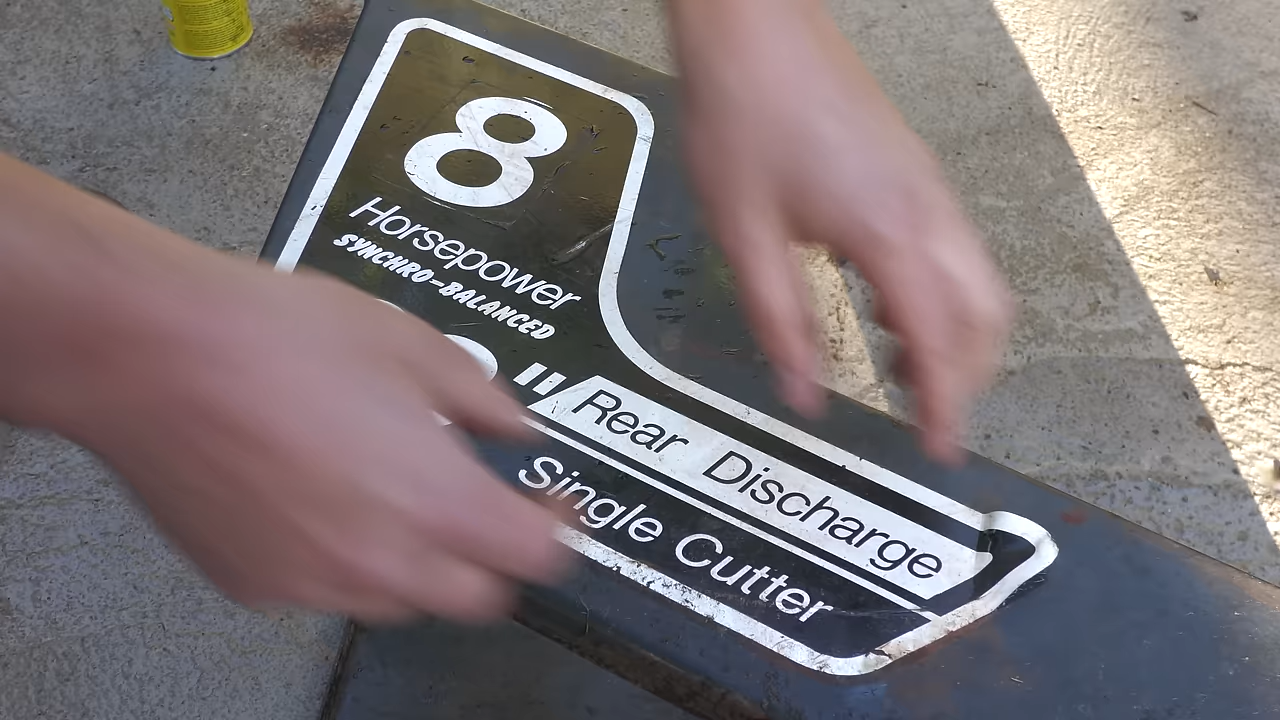 8
Horsepower
SYNCHRO-BALANCED
"
Rear Discharge
Single Cutter